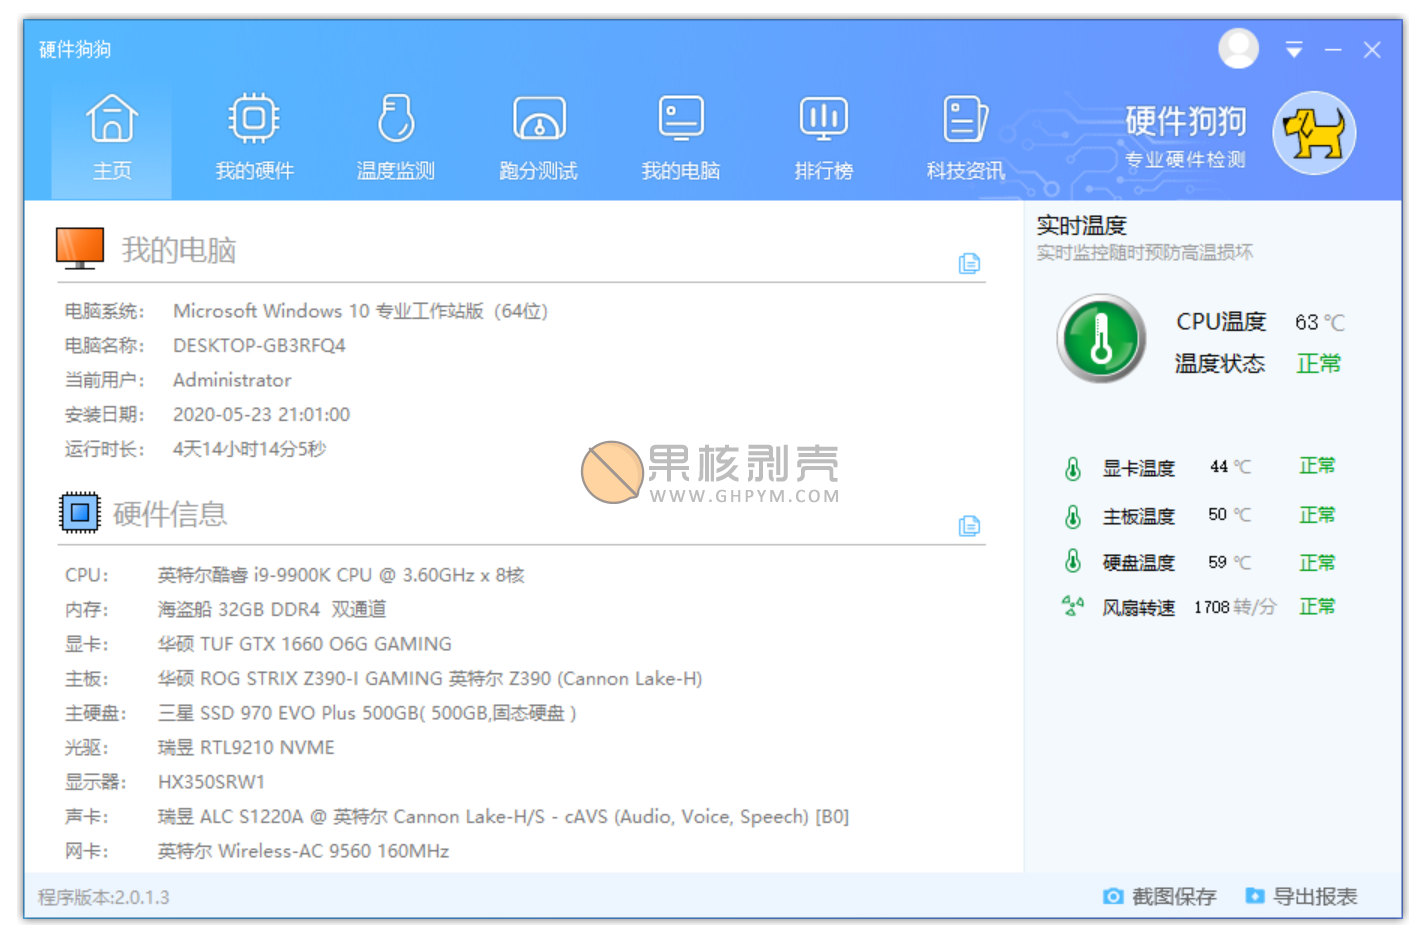 硬件狗狗
主页
我的硬件
温度监测
跑分测试
我的电脑
排行榜
科技资讯
硬件狗狗
专业硬件检测
我的电脑
电脑系统: Microsoft Windows 10 专业工作站版 (64位)
电脑名称: DESKTOP-GB3RFQ4
当前用户: Administrator
安装日期: 2020-05-23 21:01:00
运行时长: 4天14小时14分5秒
果核剥壳
WWW.GHPYM.COM
硬件信息
CPU: 英特尔酷睿 i9-9900K CPU @ 3.60GHz x 8核
内存: 海盗船 32GB DDR4 双通道
显卡: 华硕 TUF GTX 1660 O6G GAMING
主板: 华硕 ROG STRIX Z390-I GAMING 英特尔 Z390 (Cannon Lake-H)
主硬盘: 三星 SSD 970 EVO Plus 500GB( 500GB,固态硬盘 )
光驱: 瑞昱 RTL9210 NVME
显示器: HX350SRW1
声卡: 瑞昱 ALC S1220A @ 英特尔 Cannon Lake-H/S - cAVS (Audio, Voice, Speech) [B0]
网卡: 英特尔 Wireless-AC 9560 160MHz
实时温度
实时监控随时预防高温损坏
CPU温度 63 ℃
温度状态 正常
显卡温度 44 ℃ 正常
主板温度 50 ℃ 正常
硬盘温度 59 ℃ 正常
风扇转速 1708 转/分 正常
程序版本:2.0.1.3
截图保存
导出报表